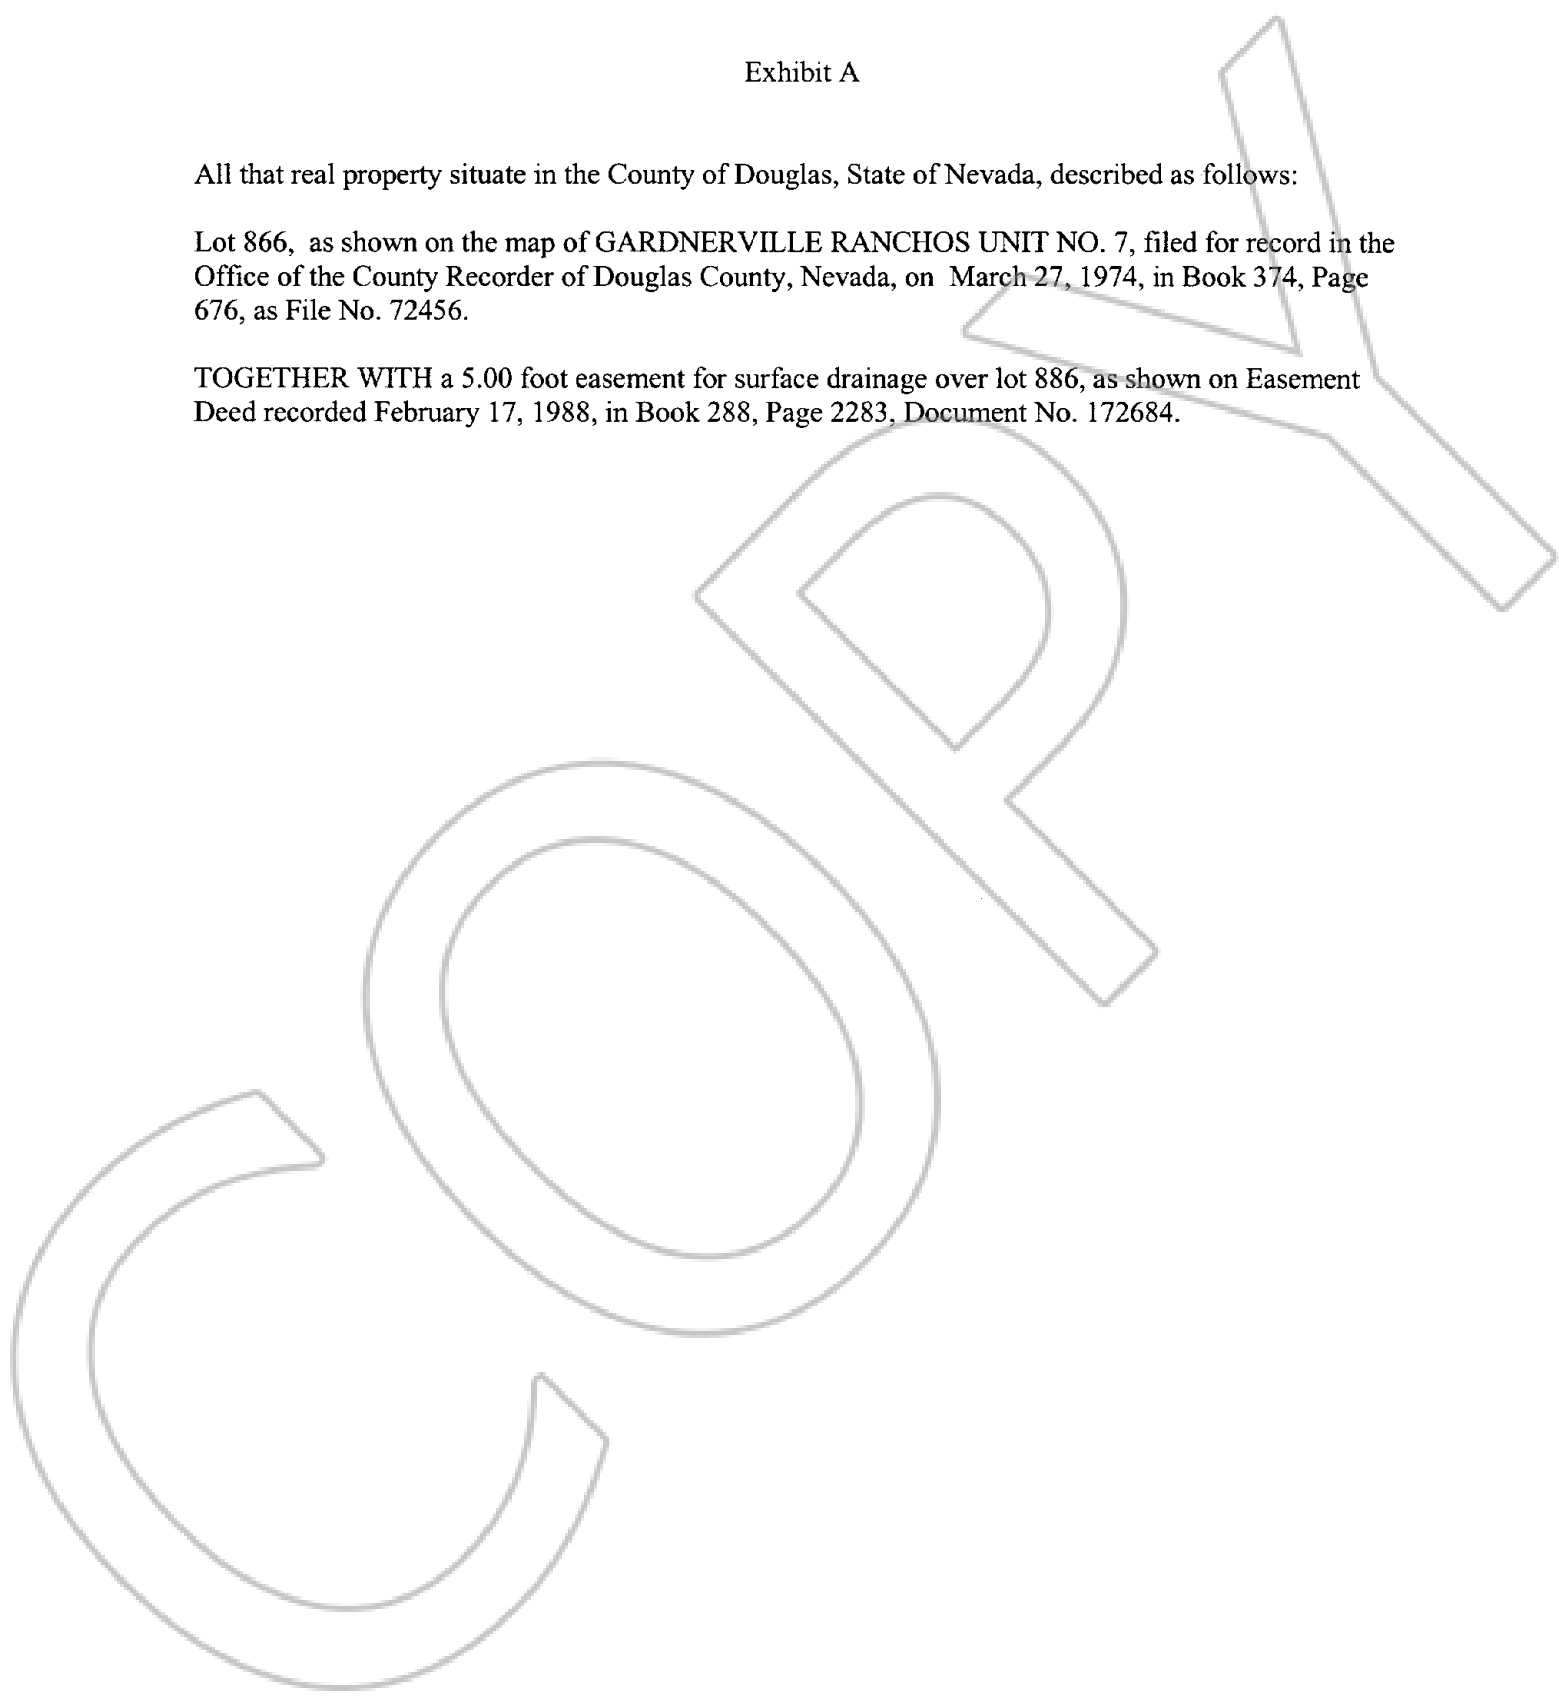 Exhibit A
All that real property situate in the County of Douglas, State of Nevada, described as follows:
Lot 866,  as shown on the map of GARDNERVILLE RANCHOS UNIT NO. 7, filed for record in the
Office of the County Recorder of Douglas County, Nevada, on  March 27, 1974, in Book 374, Page
676, as File No. 72456.
TOGETHER WITH a 5.00 foot easement for surface drainage over lot 886, as shown on Easement
Deed recorded February 17, 1988, in Book 288, Page 2283, Document No. 172684.
COPY